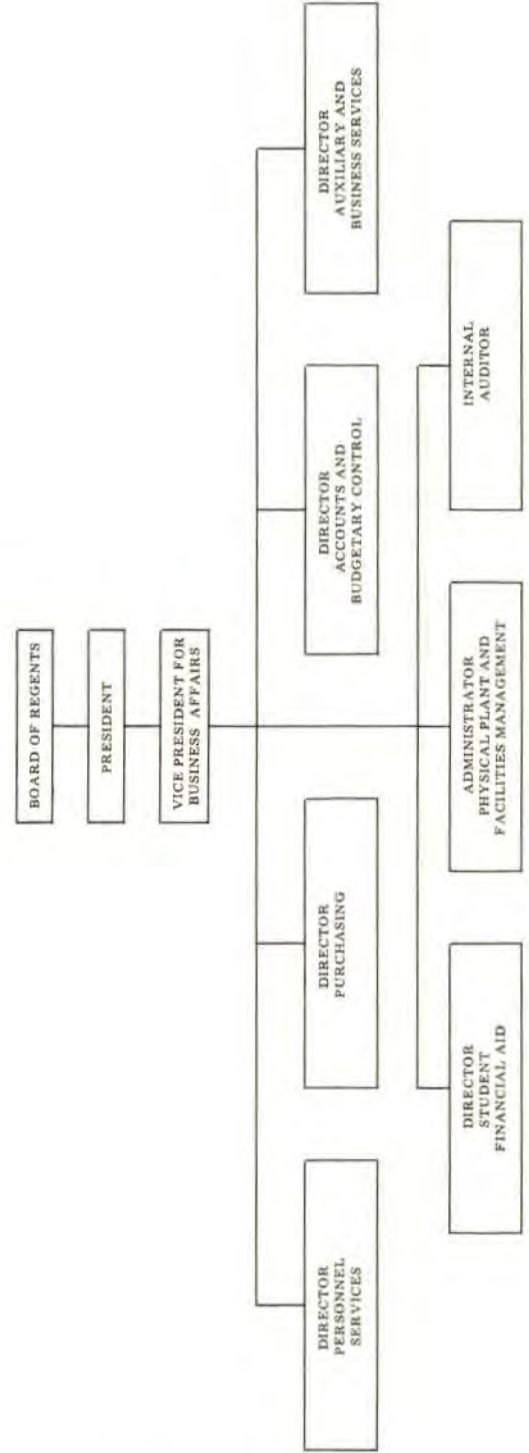 BOARD OF REGENTS
PRESIDENT
VICE PRESIDENT FOR
BUSINESS AFFAIRS
DIRECTOR
PERSONNEL
SERVICES
DIRECTOR
PURCHASING
DIRECTOR
ACCOUNTS AND
BUDGETARY CONTROL
DIRECTOR
AUXILIARY AND
BUSINESS SERVICES
DIRECTOR
STUDENT
FINANCIAL AID
ADMINISTRATOR
PHYSICAL PLANT AND
FACILITIES MANAGEMENT
INTERNAL
AUDITOR